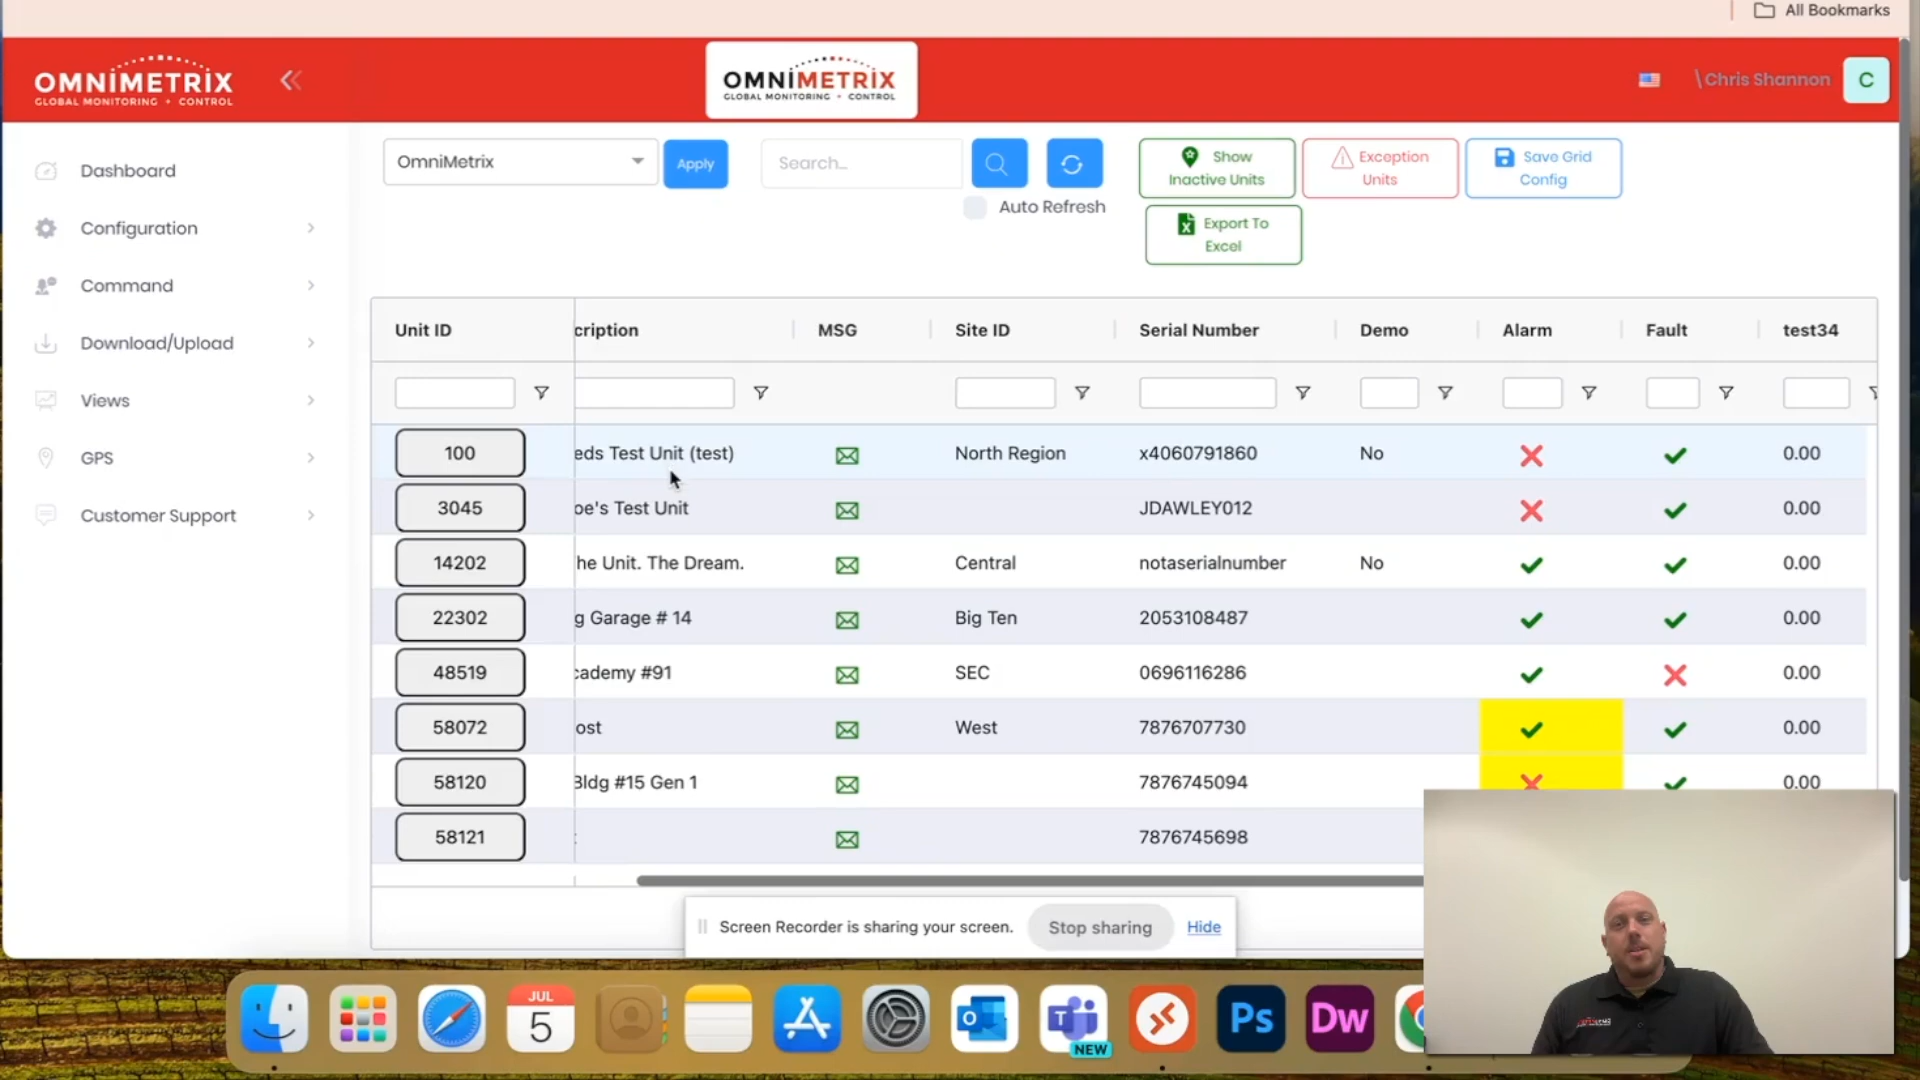 All Bookmarks
OMNIMETRIX
GLOBAL MONITORING + CONTROL
OMNIMETRIX
GLOBAL MONITORING + CONTROL
\Chris Shannon
C
Dashboard
Configuration
Command
Download/Upload
Views
GPS
Customer Support
OmniMetrix
Apply
Search...
Auto Refresh
Show
Inactive Units
Exception
Units
Save Grid
Config
Export To
Excel
Unit ID cription MSG Site ID Serial Number Demo Alarm Fault test34
100 eds Test Unit (test) North Region x4060791860 No 0.00
3045 oe's Test Unit JDAWLEY012 0.00
14202 he Unit. The Dream. Central notaserialnumber No 0.00
22302 g Garage # 14 Big Ten 2053108487 0.00
48519 cademy #91 SEC 0696116286 0.00
58072 ost West 7876707730 0.00
58120 Bldg #15 Gen 1 7876745094 0.00
58121 7876745698
Screen Recorder is sharing your screen. Stop sharing Hide
JUL
5
NEW
Ps
Dw